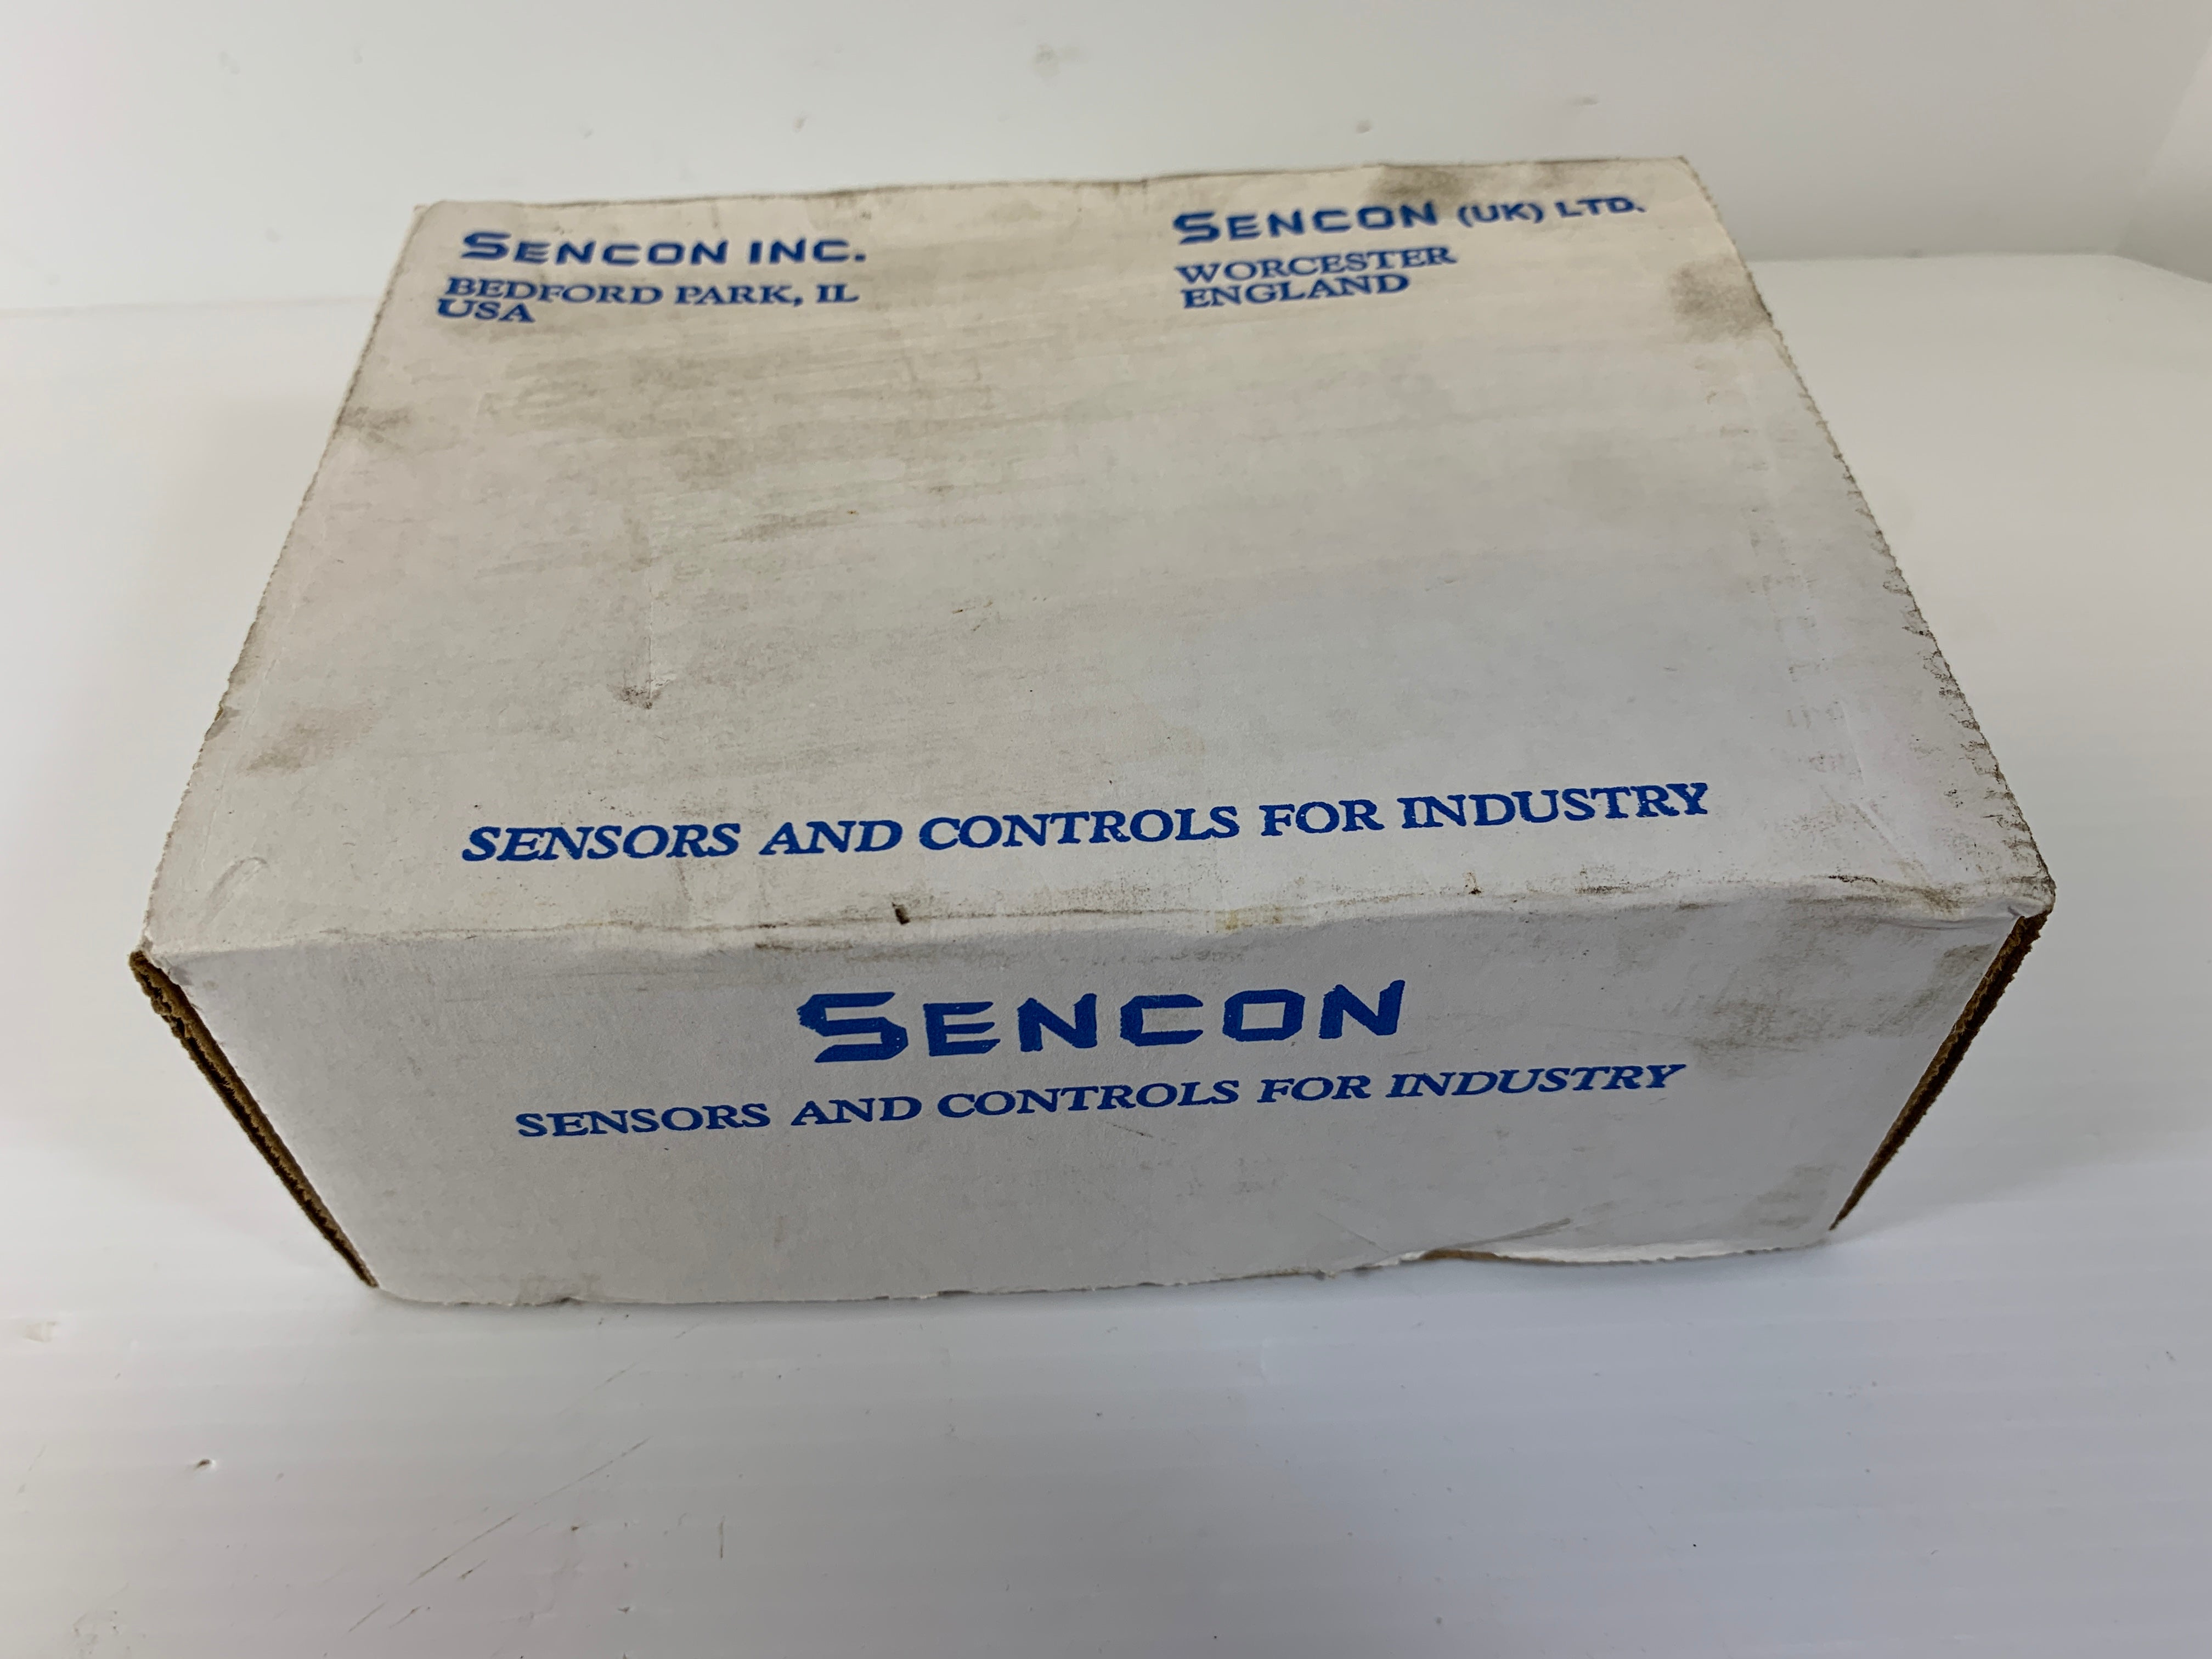 SENCON INC.
BEDFORD PARK, IL
USA
SENCON (UK) LTD.
WORCESTER
ENGLAND
SENSORS AND CONTROLS FOR INDUSTRY
SENCON
SENSORS AND CONTROLS FOR INDUSTRY